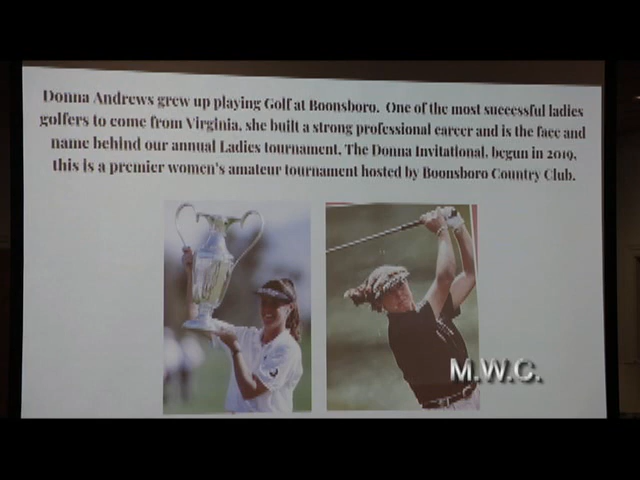 Donna Andrews grew up playing Golf at Boonsboro. One of the most successful ladies
golfers to come from Virginia, she built a strong professional career and is the face and
name behind our annual Ladies tournament, The Donna Invitational, begun in 2019,
this is a premier women's amateur tournament hosted by Boonsboro Country Club.
M.W.C.